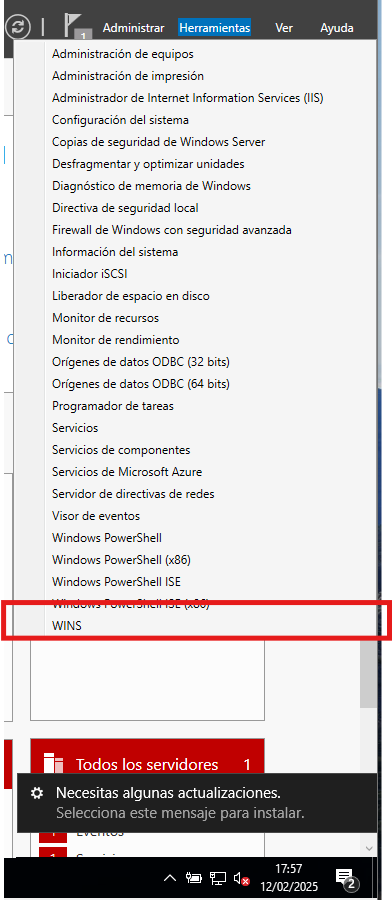 1
Administrar Herramientas Ver Ayuda
Administración de equipos
Administración de impresión
Administrador de Internet Information Services (IIS)
Configuración del sistema
Copias de seguridad de Windows Server
Desfragmentar y optimizar unidades
Diagnóstico de memoria de Windows
Directiva de seguridad local
Firewall de Windows con seguridad avanzada
Información del sistema
Iniciador iSCSI
Liberador de espacio en disco
Monitor de recursos
Monitor de rendimiento
Orígenes de datos ODBC (32 bits)
Orígenes de datos ODBC (64 bits)
Programador de tareas
Servicios
Servicios de componentes
Servicios de Microsoft Azure
Servidor de directivas de redes
Visor de eventos
Windows PowerShell
Windows PowerShell (x86)
Windows PowerShell ISE
Windows PowerShell ISE (x86)
WINS
Todos los servidores 1
Necesitas algunas actualizaciones.
Selecciona este mensaje para instalar.
1 Eventos
17:57
12/02/2025
2